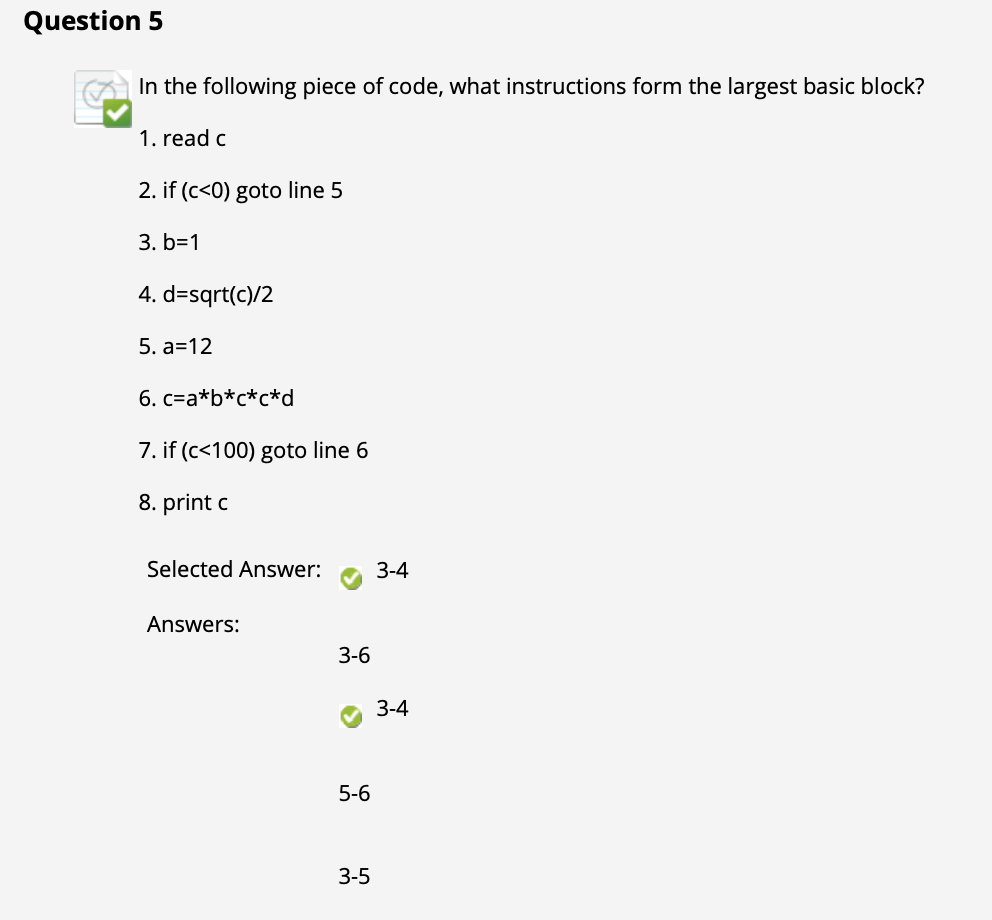 Question 5
In the following piece of code, what instructions form the largest basic block?
1. read c
2. if (c<0) goto line 5
3. b=1
4. d=sqrt(c)/2
5. a=12
6. c=a*b*c*c*d
7. if (c<100) goto line 6
8. print c
Selected Answer: 3-4
Answers:
3-6
3-4
5-6
3-5